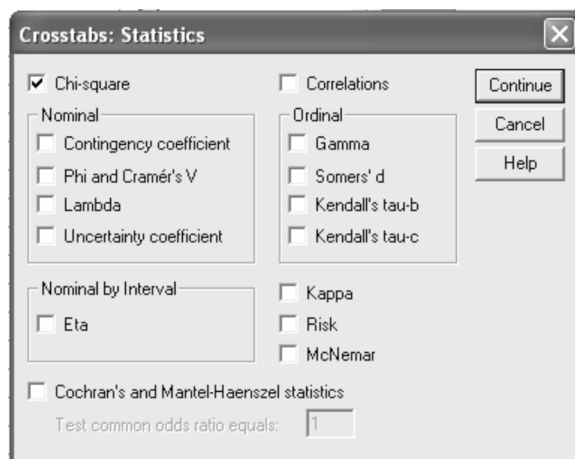 Crosstabs: Statistics
Chi-square
Correlations
Continue
Nominal
Ordinal
Cancel
Contingency coefficient
Gamma
Help
Phi and Cramér's V
Somers' d
Lambda
Kendall's tau-b
Uncertainty coefficient
Kendall's tau-c
Nominal by Interval
Kappa
Eta
Risk
McNemar
Cochran's and Mantel-Haenszel statistics
Test common odds ratio equals: 1